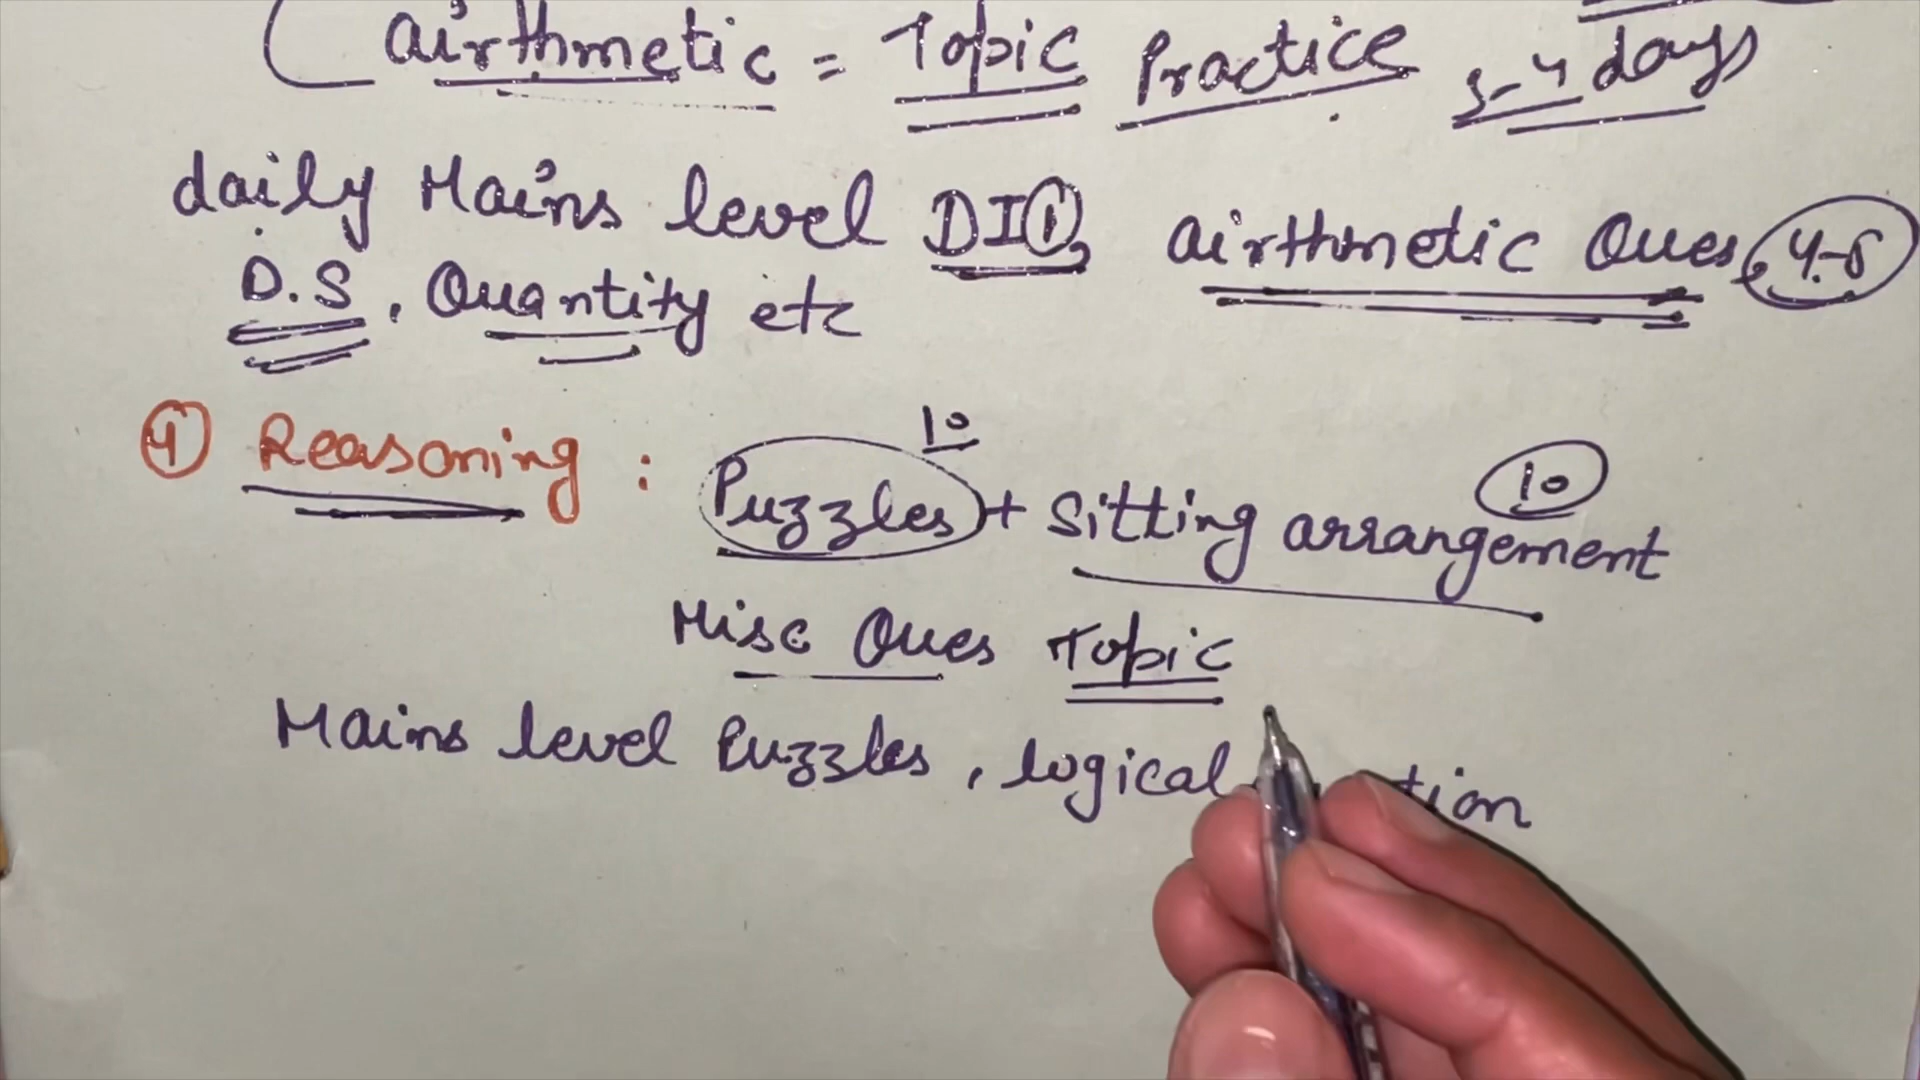 airthmetic = Topic Practice 3-4 days
daily Mains level DI 1, airthmetic Ques, 4-5
D.S, Quantity etc
4 Reasoning : Puzzles 10 + Sitting arrangement 10
Misc Ques Topic
Mains level Puzzles, logical